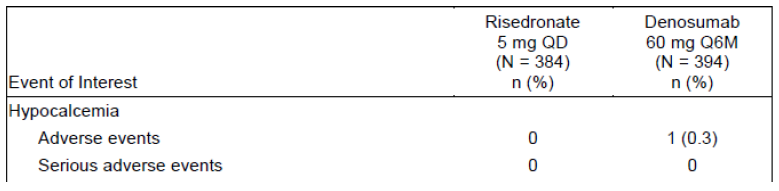 Risedronate Denosumab
5 mg QD 60 mg Q6M
(N = 384) (N = 394)
Event of Interest n (%) n (%)
Hypocalcemia
Adverse events 0 1 (0.3)
Serious adverse events 0 0